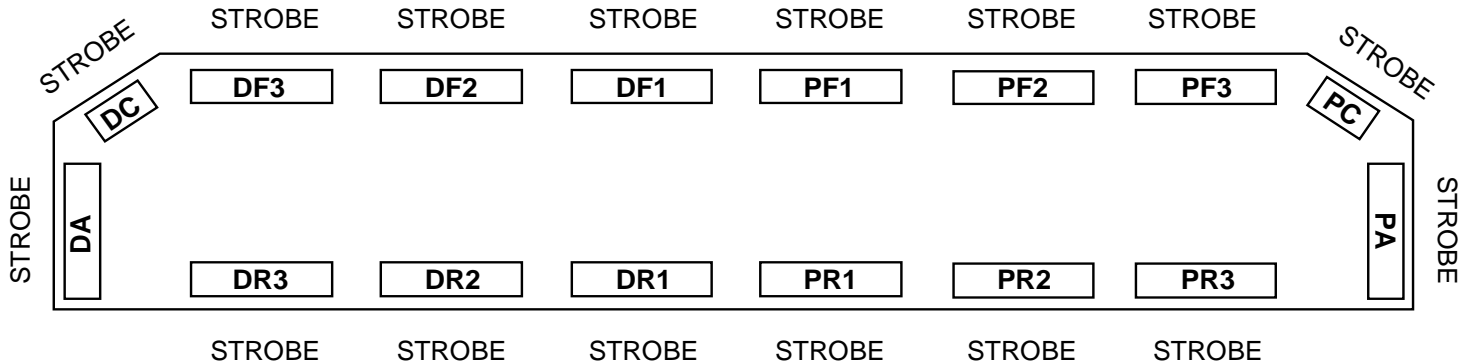 STROBE STROBE STROBE STROBE STROBE STROBE
STROBE STROBE
DF3 DF2 DF1 PF1 PF2 PF3
DC PC
STROBE DA PA STROBE
DR3 DR2 DR1 PR1 PR2 PR3
STROBE STROBE STROBE STROBE STROBE STROBE